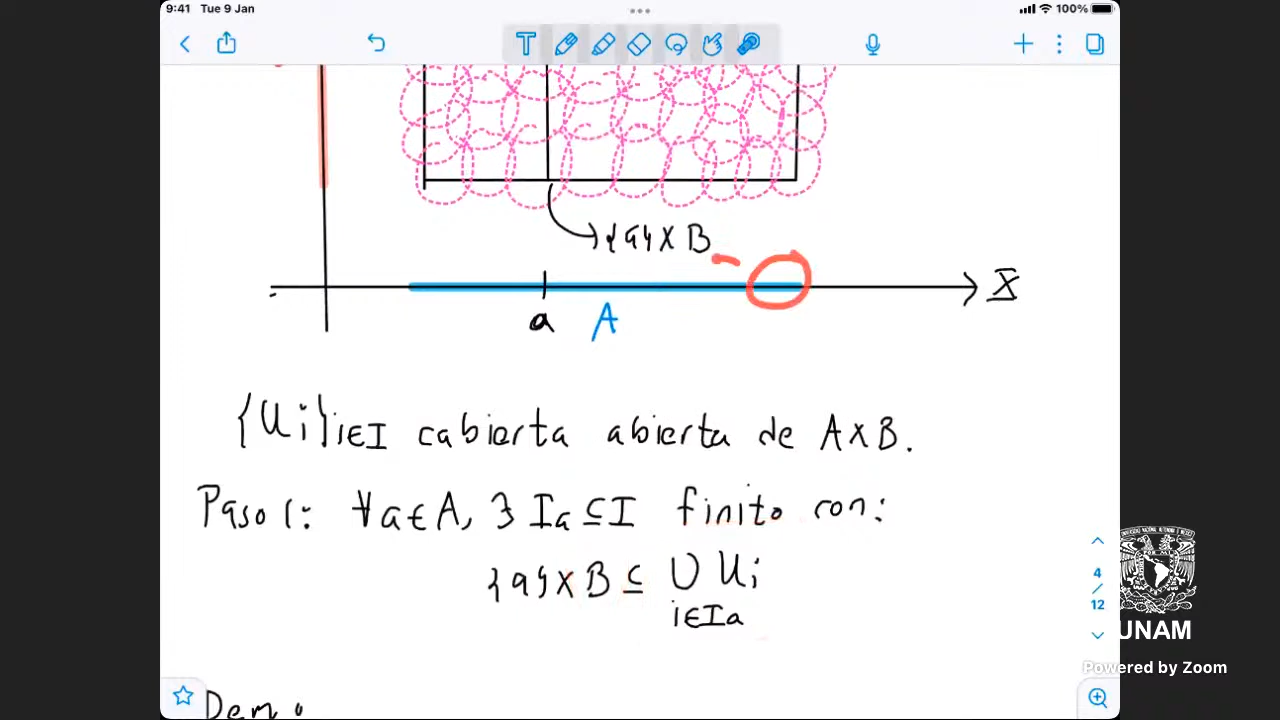 9:41 Tue 9 Jan
100%
{a}×B
X
a
A
{Ui}i∈I cabierta abierta de A×B.
Paso 1: ∀a∈A, ∃ Ia⊆I finito con:
{a}×B ⊆ ∪ Ui
i∈Ia
Dem:
4
/
12
UNAM
Powered by Zoom